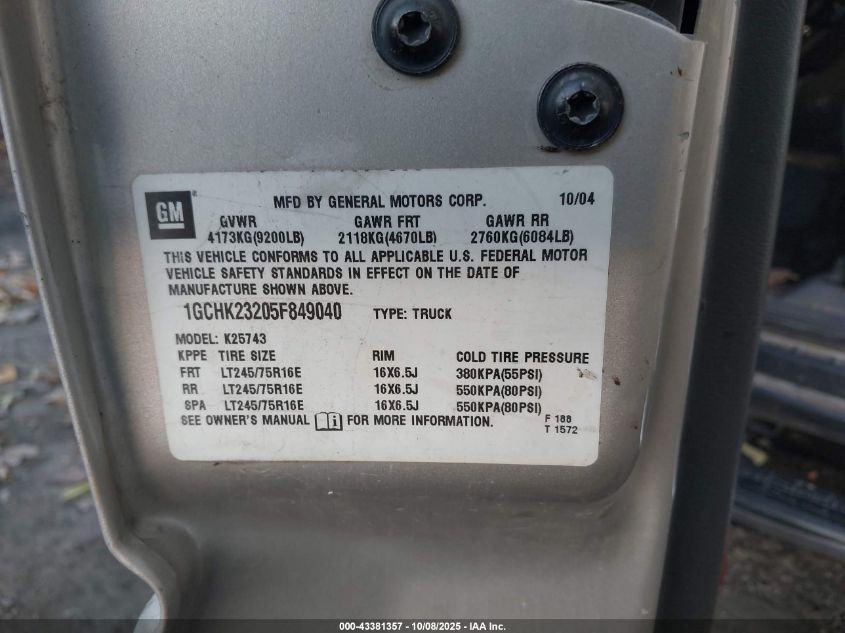 GM ® MFD BY GENERAL MOTORS CORP. 10/04
GVWR GAWR FRT GAWR RR
4173KG(9200LB) 2118KG(4670LB) 2760KG(6084LB)
THIS VEHICLE CONFORMS TO ALL APPLICABLE U.S. FEDERAL MOTOR
VEHICLE SAFETY STANDARDS IN EFFECT ON THE DATE OF
MANUFACTURE SHOWN ABOVE.
1GCHK23205F849040 TYPE: TRUCK
MODEL: K25743
KPPE TIRE SIZE RIM COLD TIRE PRESSURE
FRT LT245/75R16E 16X6.5J 380KPA(55PSI)
RR LT245/75R16E 16X6.5J 550KPA(80PSI)
SPA LT245/75R16E 16X6.5J 550KPA(80PSI)
SEE OWNER'S MANUAL FOR MORE INFORMATION. F 188
T 1572
000-43381357 - 10/08/2025 - IAA Inc.